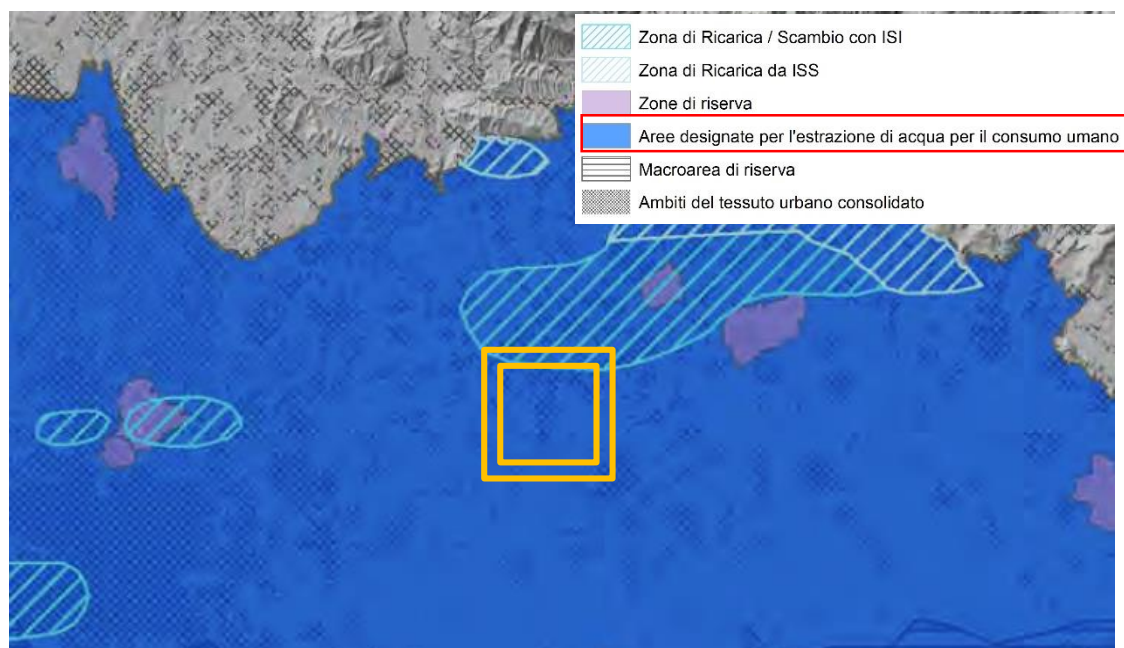 Zona di Ricarica / Scambio con ISI
Zona di Ricarica da ISS
Zone di riserva
Aree designate per l'estrazione di acqua per il consumo umano
Macroarea di riserva
Ambiti del tessuto urbano consolidato